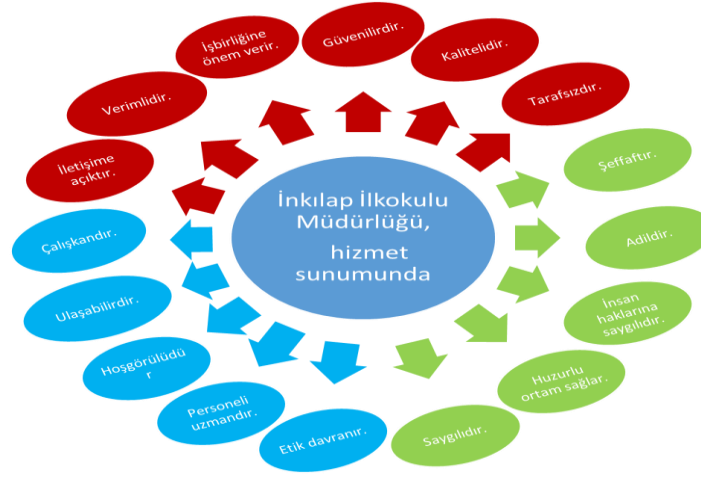 İnkılap İlkokulu
Müdürlüğü,
hizmet
sunumunda
Güvenilirdir.
Kalitelidir.
Tarafsızdır.
Şeffaftır.
Adildir.
İnsan
haklarına
saygılıdır.
Huzurlu
ortam sağlar.
Saygılıdır.
Etik davranır.
Personeli
uzmandır.
Hoşgörülüdü
r
Ulaşabilirdir.
Çalışkandır.
İletişime
açıktır.
Verimlidir.
İşbirliğine
önem verir.